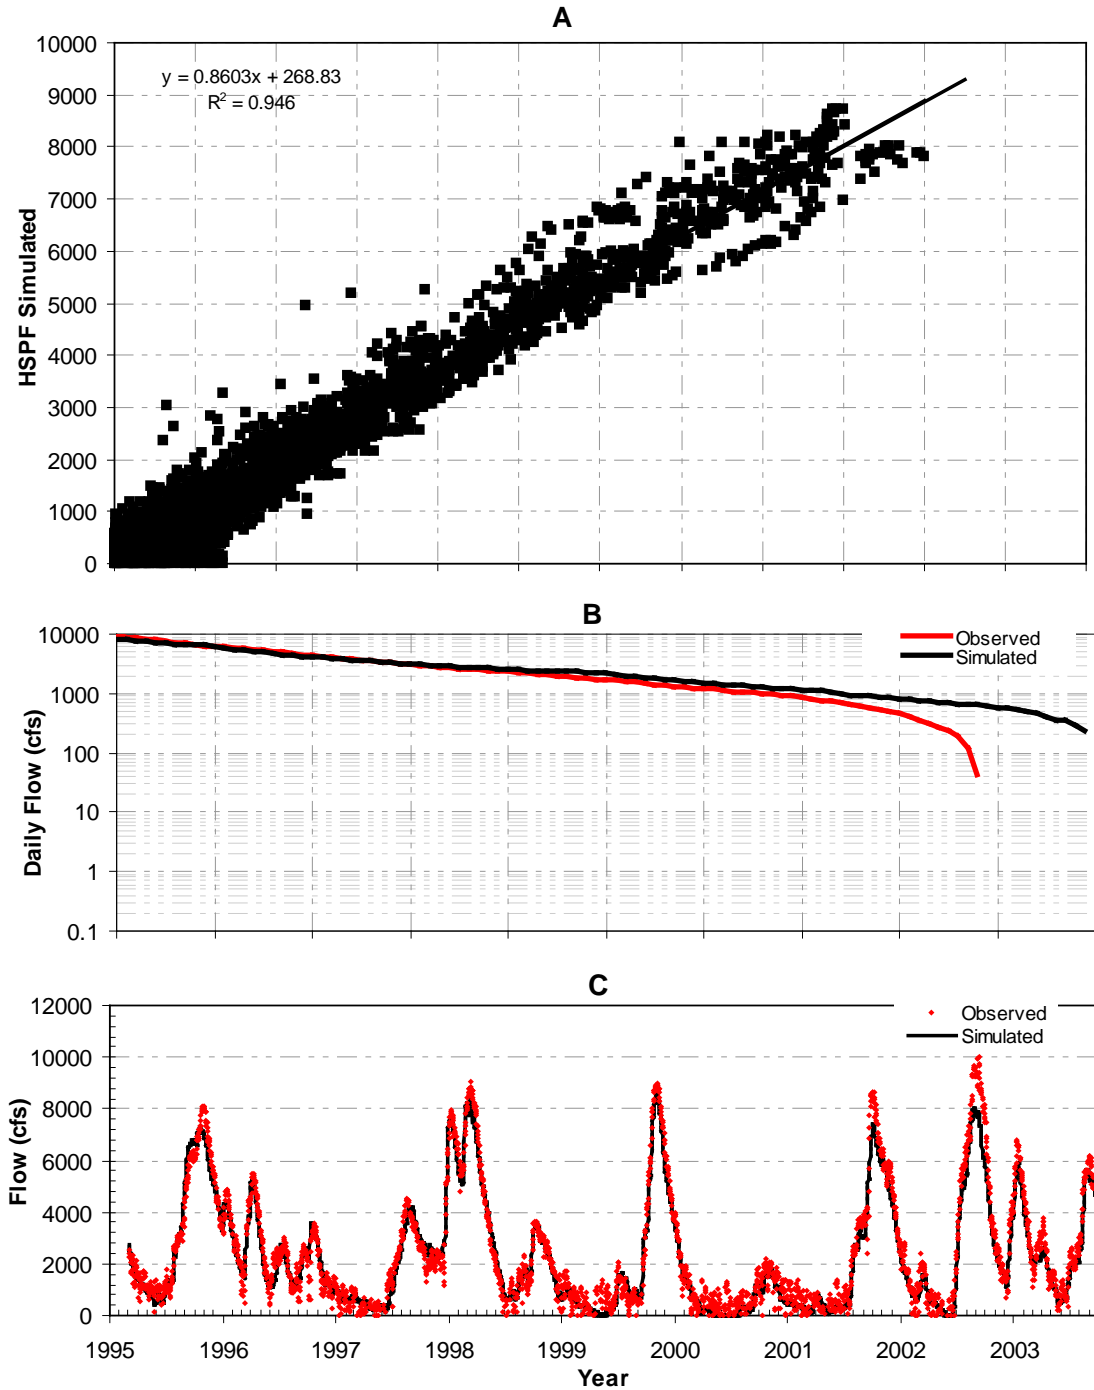 A
10000
9000
8000
7000
6000
5000
4000
3000
2000
1000
0
HSPF Simulated
y = 0.8603x + 268.83
R² = 0.946
B
10000
1000
100
10
1
0.1
Daily Flow (cfs)
Observed
Simulated
C
12000
10000
8000
6000
4000
2000
0
Flow (cfs)
Observed
Simulated
1995 1996 1997 1998 1999 2000 2001 2002 2003
Year